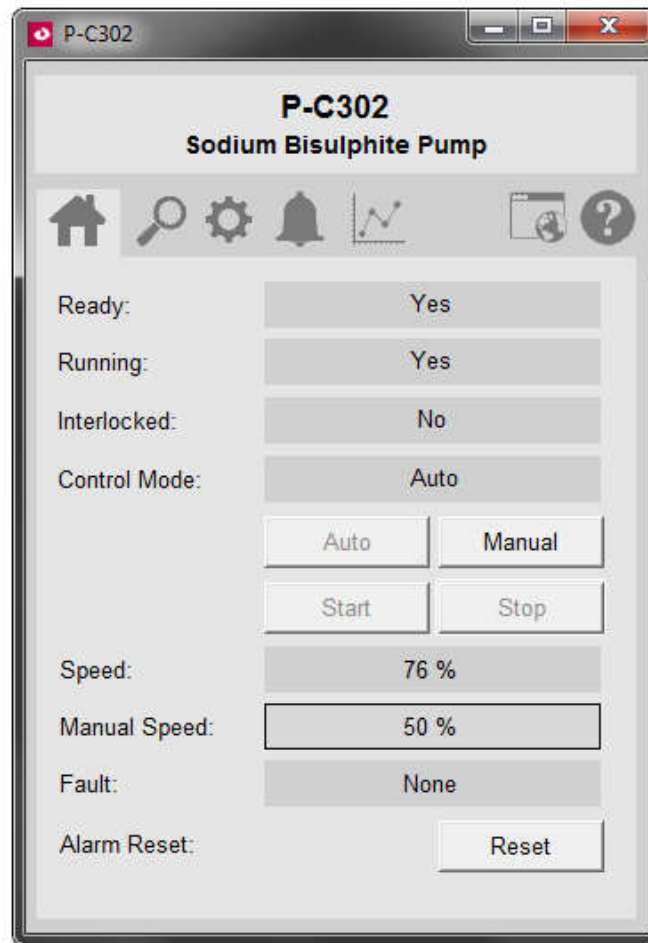 P-C302
P-C302
Sodium Bisulphite Pump
?
Ready: Yes
Running: Yes
Interlocked: No
Control Mode: Auto
Auto Manual
Start Stop
Speed: 76 %
Manual Speed: 50 %
Fault: None
Alarm Reset: Reset